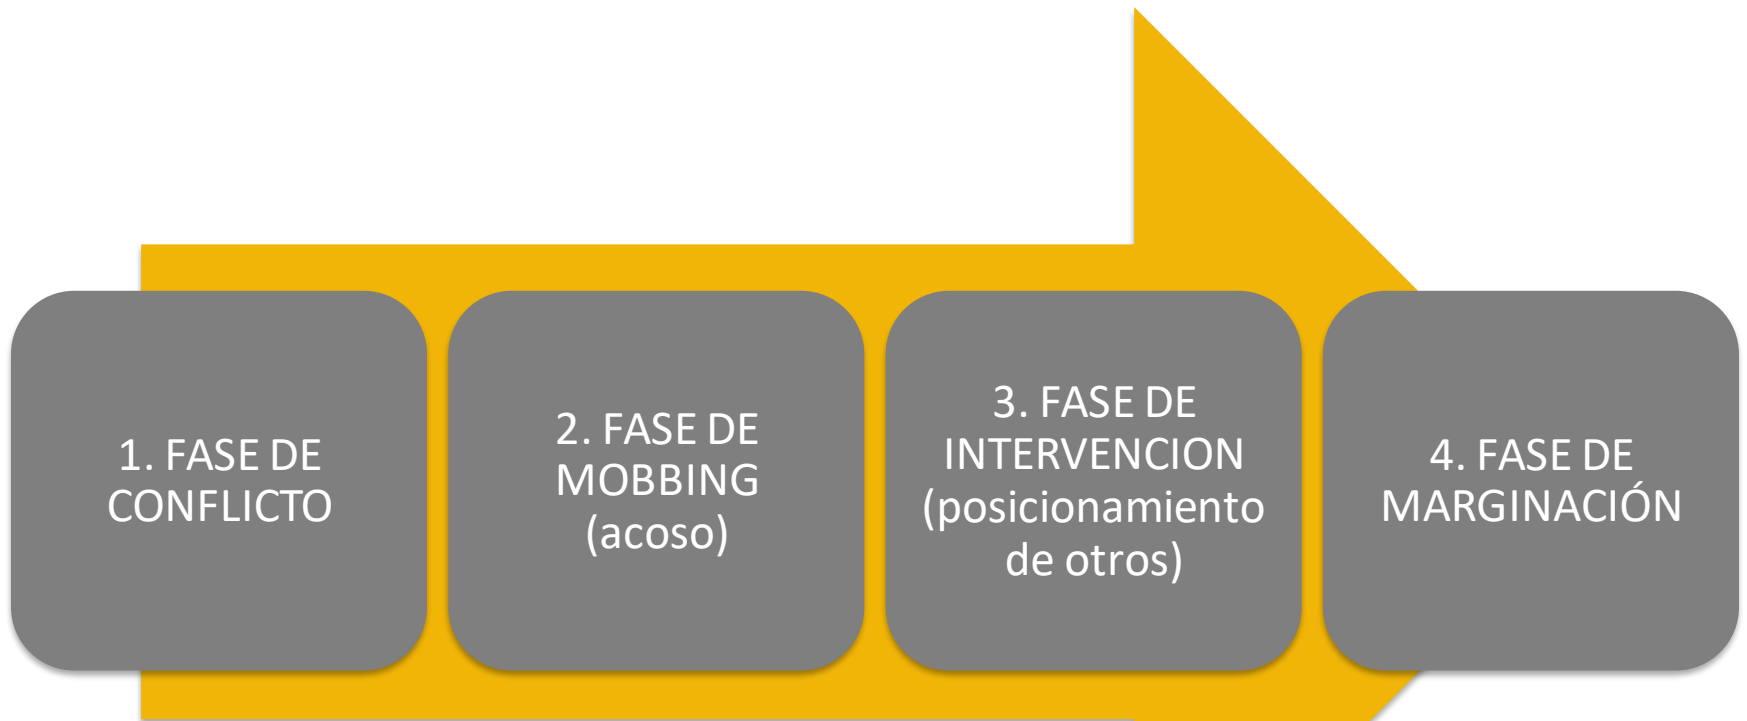 1. FASE DE
CONFLICTO
2. FASE DE
MOBBING
(acoso)
3. FASE DE
INTERVENCION
(posicionamiento
de otros)
4. FASE DE
MARGINACIÓN